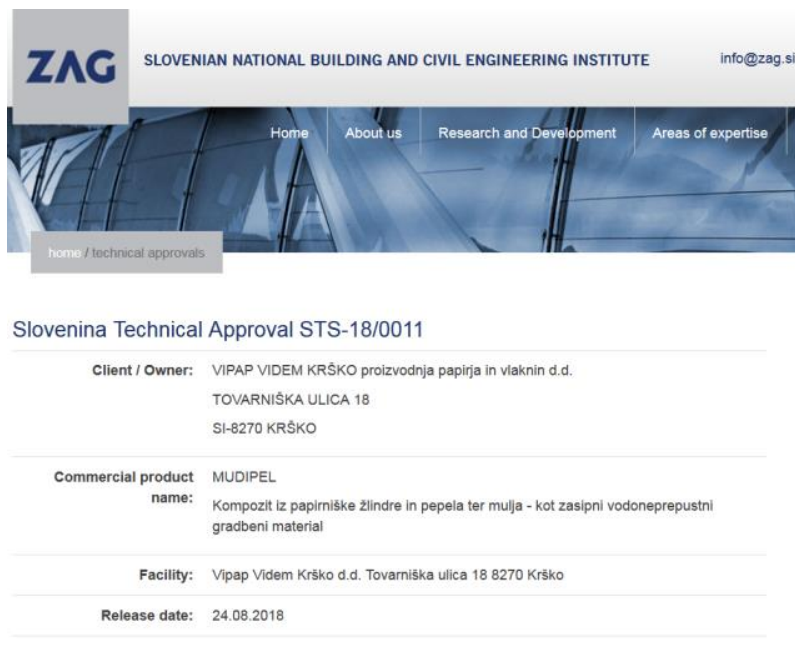 ZAG
SLOVENIAN NATIONAL BUILDING AND CIVIL ENGINEERING INSTITUTE
info@zag.si
Home
About us
Research and Development
Areas of expertise
home / technical approvals
Slovenina Technical Approval STS-18/0011
Client / Owner: VIPAP VIDEM KRŠKO proizvodnja papirja in vlaknin d.d.
TOVARNIŠKA ULICA 18
SI-8270 KRŠKO
Commercial product name: MUDIPEL
Kompozit iz papirniške žlindre in pepela ter mulja - kot zasipni vodoneprepustni
gradbeni material
Facility: Vipap Videm Krško d.d. Tovarniška ulica 18 8270 Krško
Release date: 24.08.2018